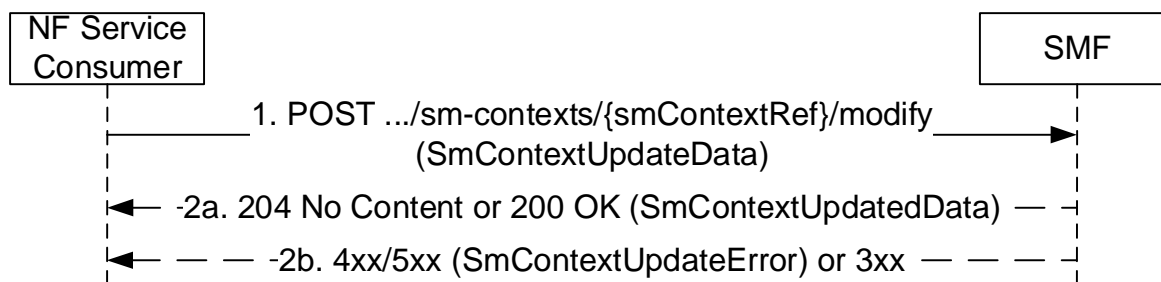 NF Service
Consumer
SMF
1. POST .../sm-contexts/{smContextRef}/modify
(SmContextUpdateData)
2a. 204 No Content or 200 OK (SmContextUpdatedData)
2b. 4xx/5xx (SmContextUpdateError) or 3xx